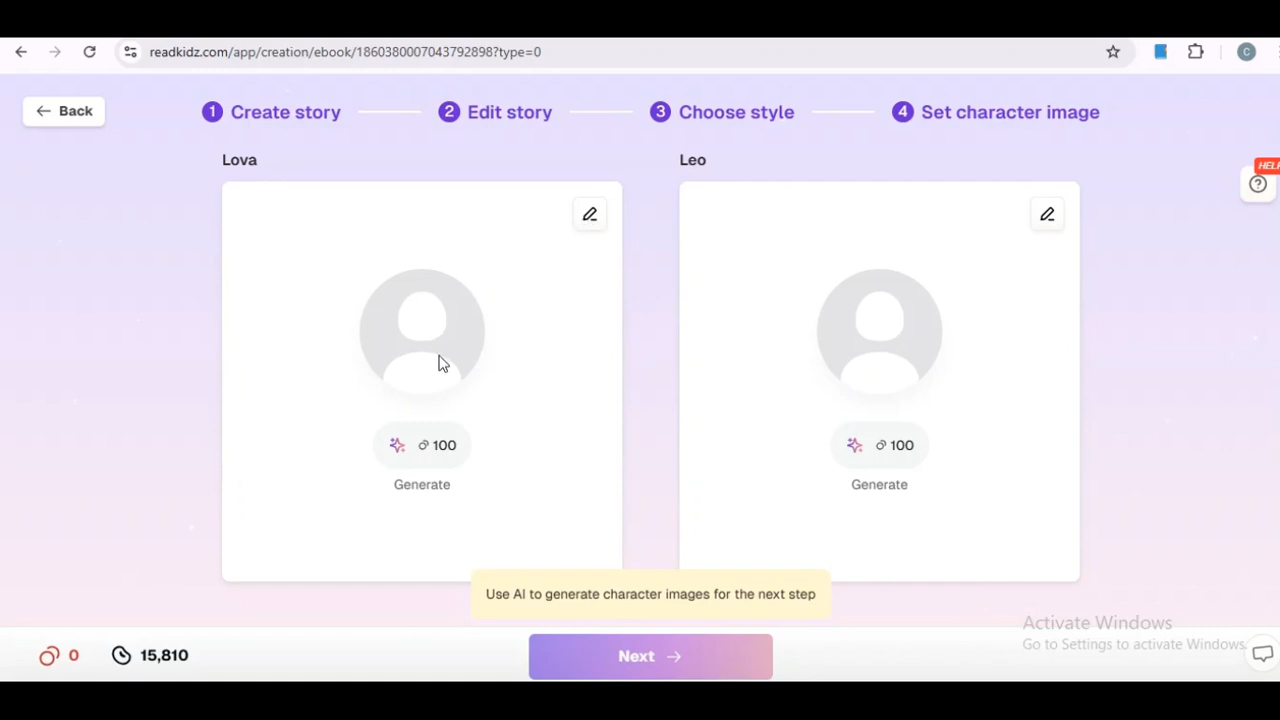 readkidz.com/app/creation/ebook/1860380007043792898?type=0
C
Back
1 Create story
2 Edit story
3 Choose style
4 Set character image
HELP
Lova
Leo
100
Generate
100
Generate
Use AI to generate character images for the next step
Activate Windows
Go to Settings to activate Windows.
0
15,810
Next